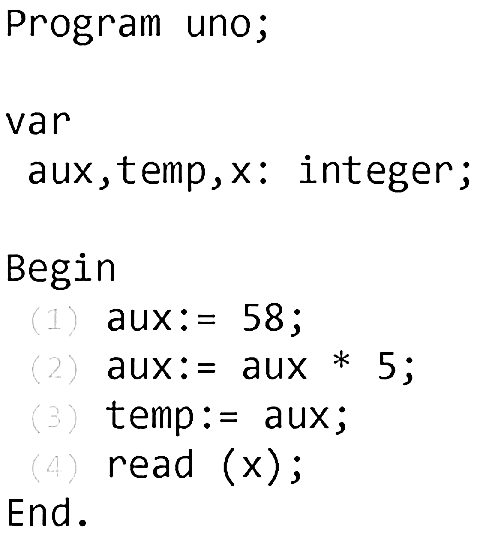 Program uno;
var
aux,temp,x: integer;
Begin
(1) aux:= 58;
(2) aux:= aux * 5;
(3) temp:= aux;
(4) read (x);
End.